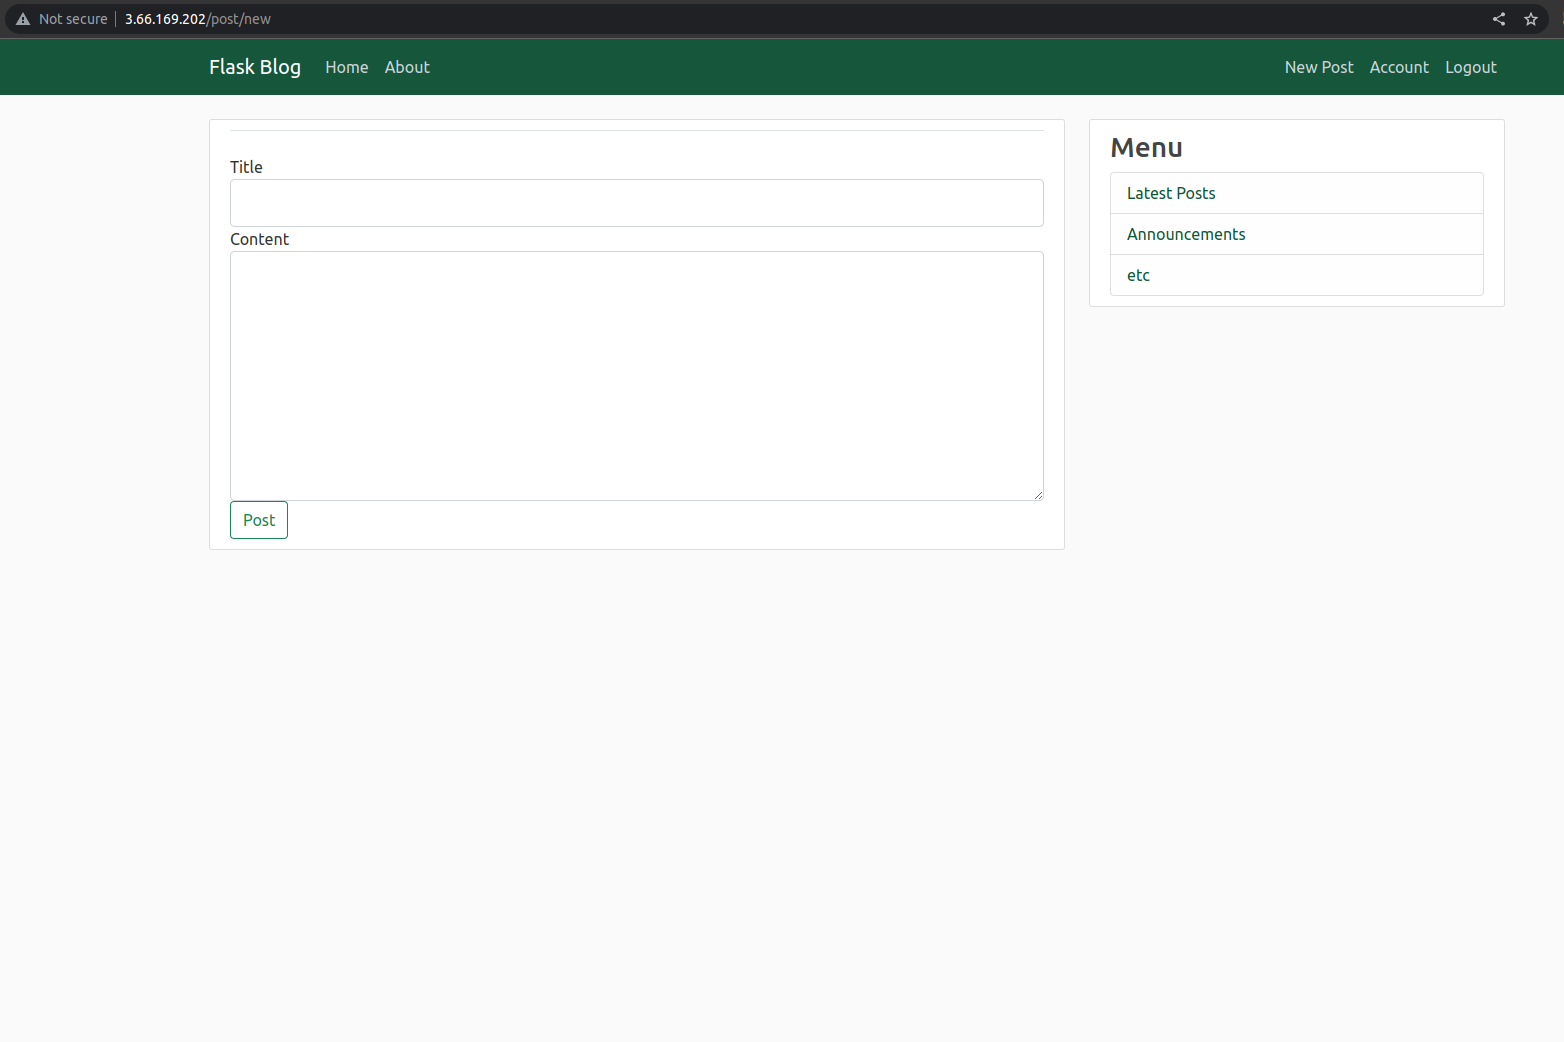 Not secure 3.66.169.202/post/new
Flask Blog Home About New Post Account Logout
Title
Content
Post
Menu
Latest Posts
Announcements
etc